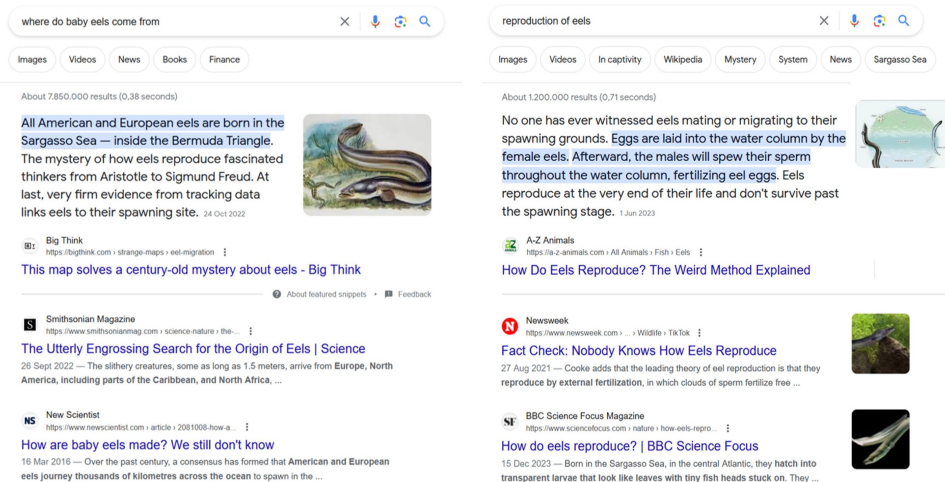 where do baby eels come from
Images
Videos
News
Books
Finance
About 7.850.000 results (0,38 seconds)
All American and European eels are born in the
Sargasso Sea — inside the Bermuda Triangle.
The mystery of how eels reproduce fascinated
thinkers from Aristotle to Sigmund Freud. At
last, very firm evidence from tracking data
links eels to their spawning site. 24 Oct 2022
Big Think
https://bigthink.com › strange-maps › eel-migration
This map solves a century-old mystery about eels - Big Think
About featured snippets • Feedback
S
Smithsonian Magazine
https://www.smithsonianmag.com › science-nature › the-...
The Utterly Engrossing Search for the Origin of Eels | Science
26 Sept 2022 — The slithery creatures, some as long as 1.5 meters, arrive from Europe, North
America, including parts of the Caribbean, and North Africa, ...
NS
New Scientist
https://www.newscientist.com › article › 2081008-how-a...
How are baby eels made? We still don't know
16 Mar 2016 — Over the past century, a consensus has formed that American and European
eels journey thousands of kilometres across the ocean to spawn in the ...
reproduction of eels
Images
Videos
In captivity
Wikipedia
Mystery
System
News
Sargasso Sea
About 1.200.000 results (0,71 seconds)
No one has ever witnessed eels mating or migrating to their
spawning grounds. Eggs are laid into the water column by the
female eels. Afterward, the males will spew their sperm
throughout the water column, fertilizing eel eggs. Eels
reproduce at the very end of their life and don't survive past
the spawning stage. 1 Jun 2023
A-Z Animals
https://a-z-animals.com › All Animals › Fish › Eels
How Do Eels Reproduce? The Weird Method Explained
N
Newsweek
https://www.newsweek.com › ... › Wildlife › TikTok
Fact Check: Nobody Knows How Eels Reproduce
27 Aug 2021 — Cooke adds that the leading theory of eel reproduction is that they
reproduce by external fertilization, in which clouds of sperm fertilize free ...
SF
BBC Science Focus Magazine
https://www.sciencefocus.com › nature › how-eels-repro...
How do eels reproduce? | BBC Science Focus
15 Dec 2023 — Born in the Sargasso Sea, in the central Atlantic, they hatch into
transparent larvae that look like leaves with tiny fish heads stuck on. They ...